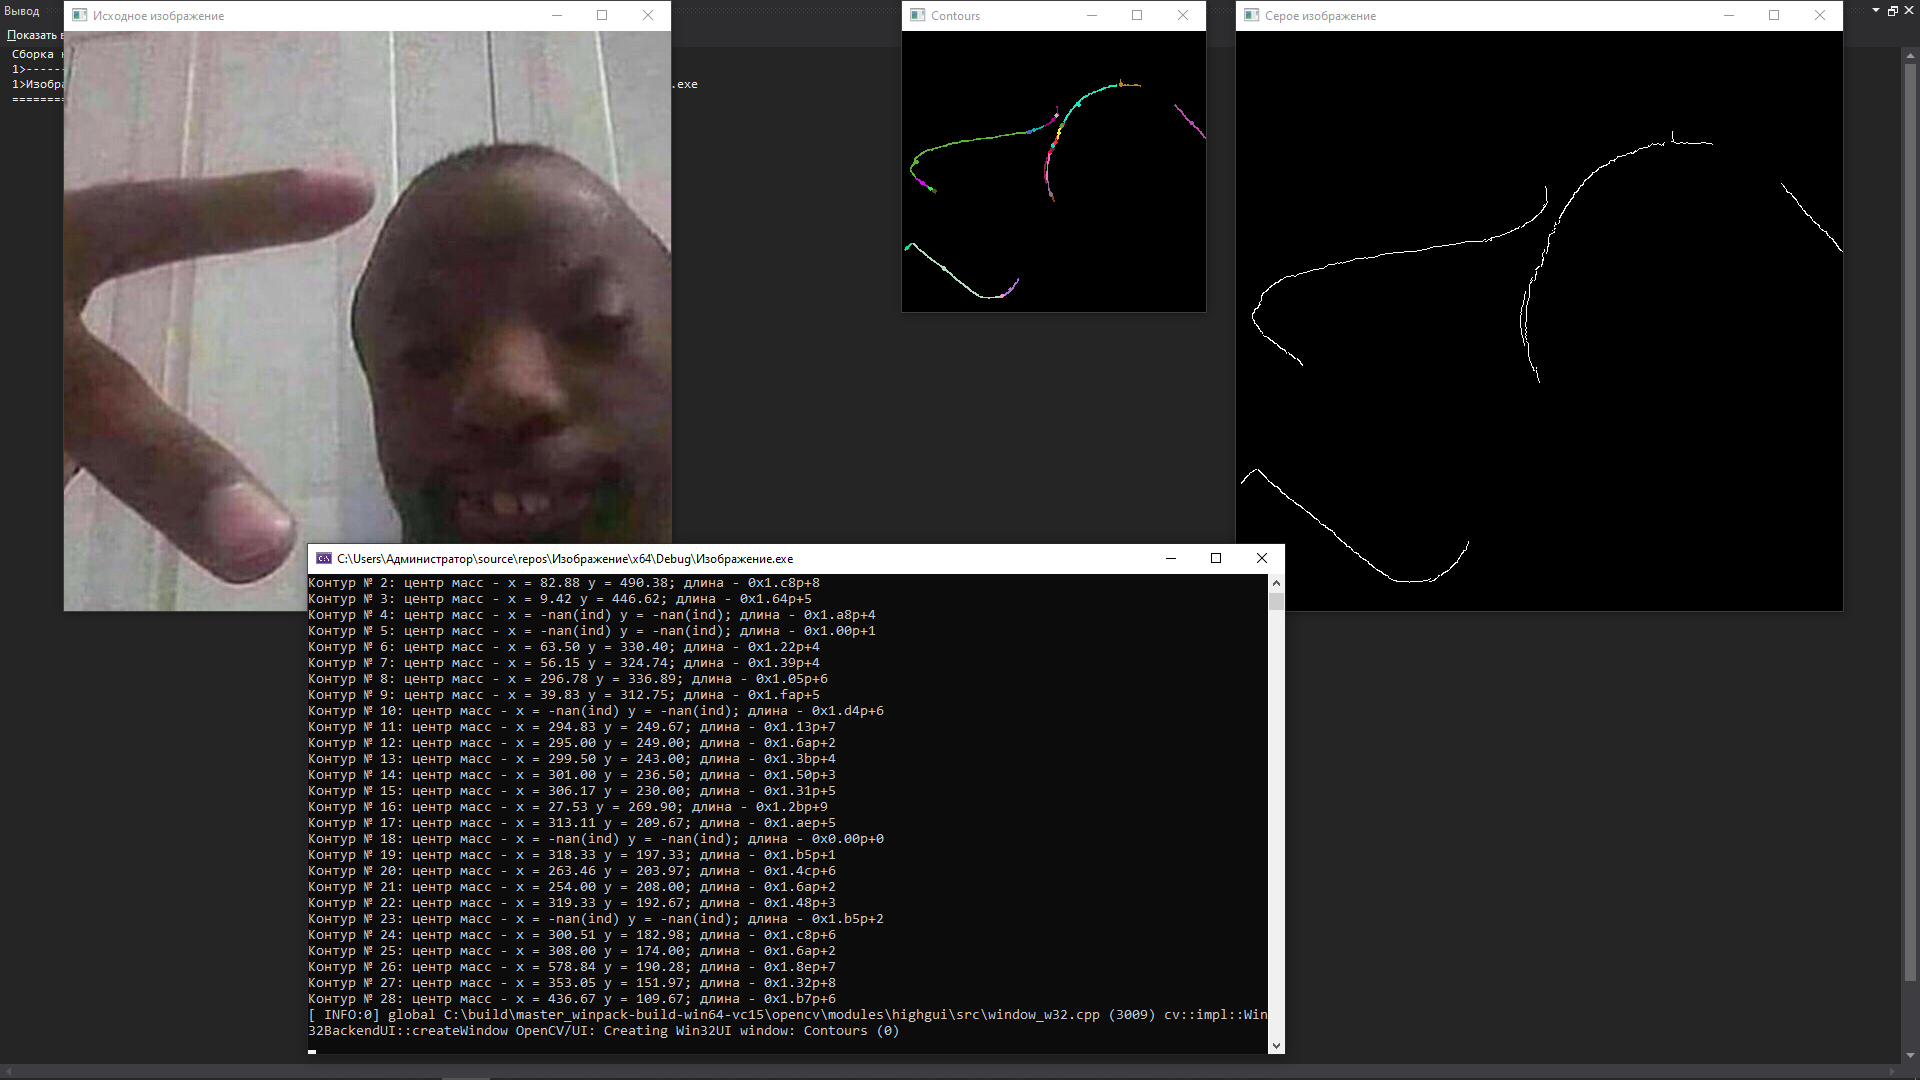 Вывод
Исходное изображение
Contours
Серое изображение
Показать
Сборка
1>-----
1>Изобра
.exe
========
C:\Users\Администратор\source\repos\Изображение\x64\Debug\Изображение.exe
Контур № 2: центр масс - x = 82.88 y = 490.38; длина - 0x1.c8p+8
Контур № 3: центр масс - x = 9.42 y = 446.62; длина - 0x1.64p+5
Контур № 4: центр масс - x = -nan(ind) y = -nan(ind); длина - 0x1.a8p+4
Контур № 5: центр масс - x = -nan(ind) y = -nan(ind); длина - 0x1.00p+1
Контур № 6: центр масс - x = 63.50 y = 330.40; длина - 0x1.22p+4
Контур № 7: центр масс - x = 56.15 y = 324.74; длина - 0x1.39p+4
Контур № 8: центр масс - x = 296.78 y = 336.89; длина - 0x1.05p+6
Контур № 9: центр масс - x = 39.83 y = 312.75; длина - 0x1.fap+5
Контур № 10: центр масс - x = -nan(ind) y = -nan(ind); длина - 0x1.d4p+6
Контур № 11: центр масс - x = 294.83 y = 249.67; длина - 0x1.13p+7
Контур № 12: центр масс - x = 295.00 y = 249.00; длина - 0x1.6ap+2
Контур № 13: центр масс - x = 299.50 y = 243.00; длина - 0x1.3bp+4
Контур № 14: центр масс - x = 301.00 y = 236.50; длина - 0x1.50p+3
Контур № 15: центр масс - x = 306.17 y = 230.00; длина - 0x1.31p+5
Контур № 16: центр масс - x = 27.53 y = 269.90; длина - 0x1.2bp+9
Контур № 17: центр масс - x = 313.11 y = 209.67; длина - 0x1.aep+5
Контур № 18: центр масс - x = -nan(ind) y = -nan(ind); длина - 0x0.00p+0
Контур № 19: центр масс - x = 318.33 y = 197.33; длина - 0x1.b5p+1
Контур № 20: центр масс - x = 263.46 y = 203.97; длина - 0x1.4cp+6
Контур № 21: центр масс - x = 254.00 y = 208.00; длина - 0x1.6ap+2
Контур № 22: центр масс - x = 319.33 y = 192.67; длина - 0x1.48p+3
Контур № 23: центр масс - x = -nan(ind) y = -nan(ind); длина - 0x1.b5p+2
Контур № 24: центр масс - x = 300.51 y = 182.98; длина - 0x1.c8p+6
Контур № 25: центр масс - x = 308.00 y = 174.00; длина - 0x1.6ap+2
Контур № 26: центр масс - x = 578.84 y = 190.28; длина - 0x1.8ep+7
Контур № 27: центр масс - x = 353.05 y = 151.97; длина - 0x1.32p+8
Контур № 28: центр масс - x = 436.67 y = 109.67; длина - 0x1.b7p+6
[ INFO:0] global C:\build\master_winpack-build-win64-vc15\opencv\modules\highgui\src\window_w32.cpp (3009) cv::impl::Win
32BackendUI::createWindow OpenCV/UI: Creating Win32UI window: Contours (0)